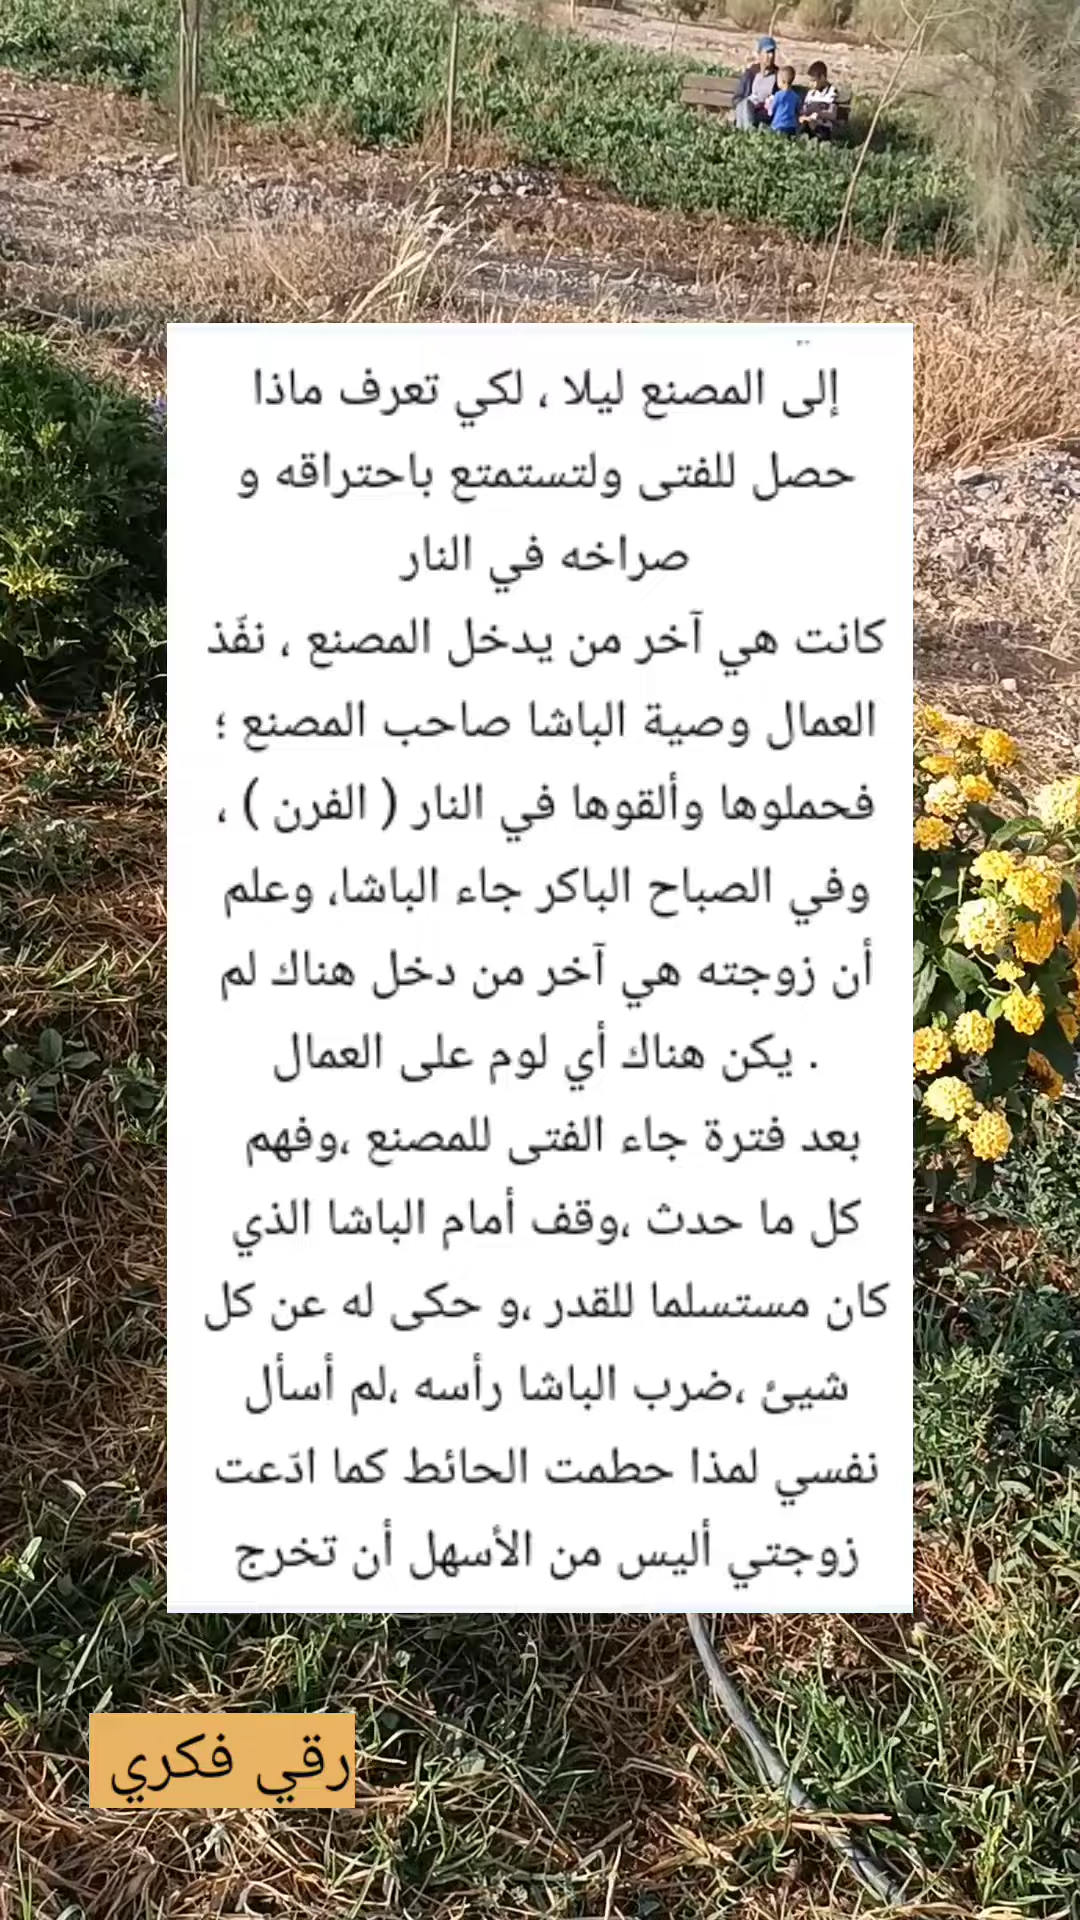 إلى المصنع ليلا ، لكي تعرف ماذا
حصل للفتى ولتستمتع باحتراقه و
صراخه في النار
كانت هي آخر من يدخل المصنع ، نفّذ
العمال وصية الباشا صاحب المصنع ؛
فحملوها وألقوها في النار ( الفرن ) ،
وفي الصباح الباكر جاء الباشا، وعلم
أن زوجته هي آخر من دخل هناك لم
. يكن هناك أي لوم على العمال
بعد فترة جاء الفتى للمصنع ،وفهم
كل ما حدث ،وقف أمام الباشا الذي
كان مستسلما للقدر ،و حكى له عن كل
شيئ ،ضرب الباشا رأسه ،لم أسأل
نفسي لمذا حطمت الحائط كما ادّعت
زوجتي أليس من الأسهل أن تخرج
رقي فكري